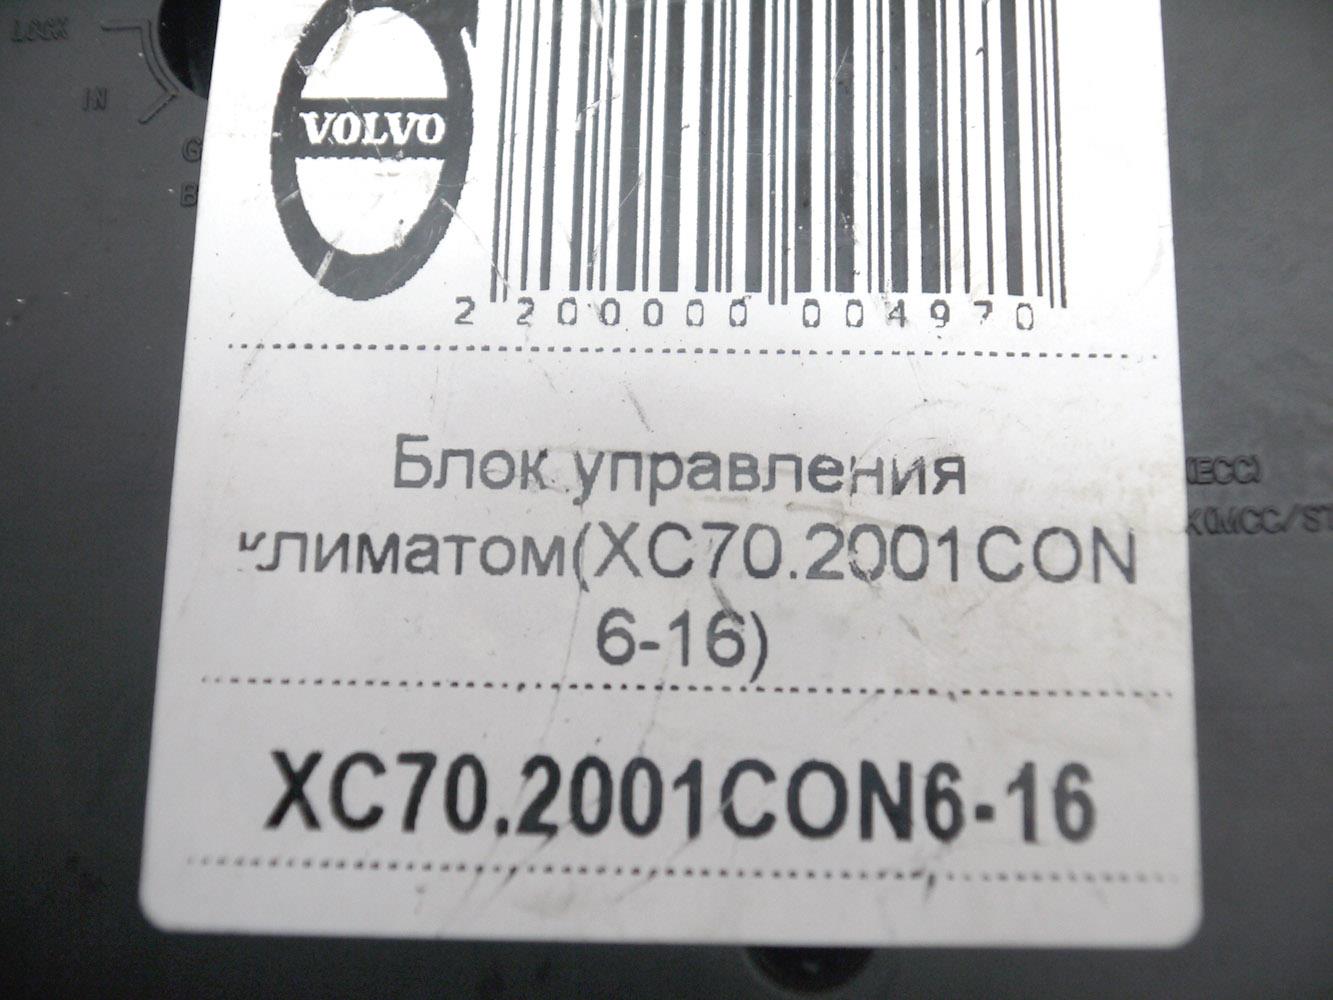 LOCK
IN
VOLVO
2 200000 004970
Блок управления
климатом(XC70.2001CON
6-16)
XC70.2001CON6-16
(ECC)